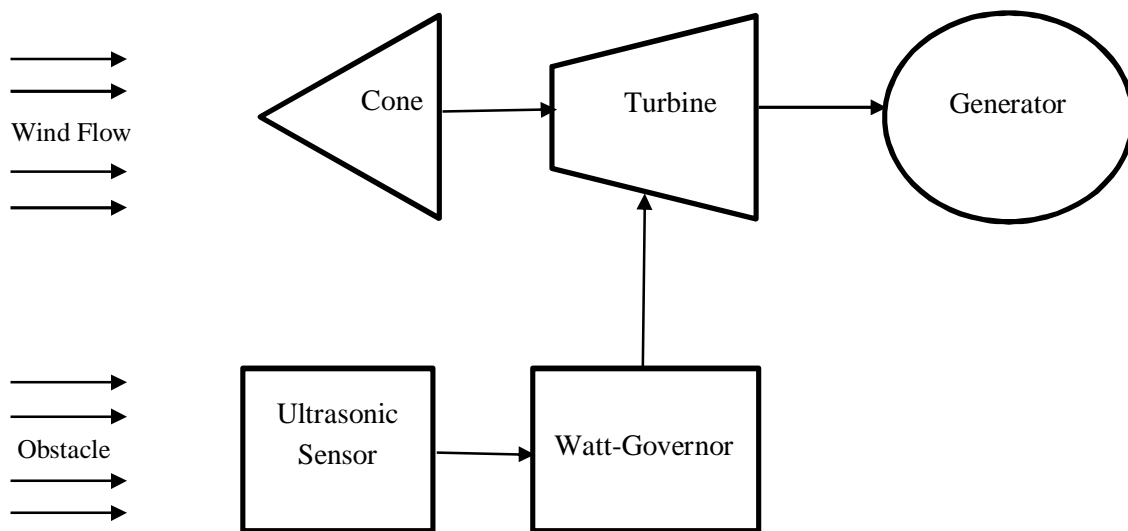 Wind Flow
Cone
Turbine
Generator
Obstacle
Ultrasonic
Sensor
Watt-Governor